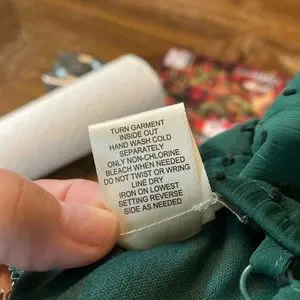 TURN GARMENT
INSIDE OUT
HAND WASH COLD
SEPARATELY
ONLY NON-CHLORINE
BLEACH WHEN NEEDED
DO NOT TWIST OR WRING
LINE DRY
IRON ON LOWEST
SETTING REVERSE
SIDE AS NEEDED